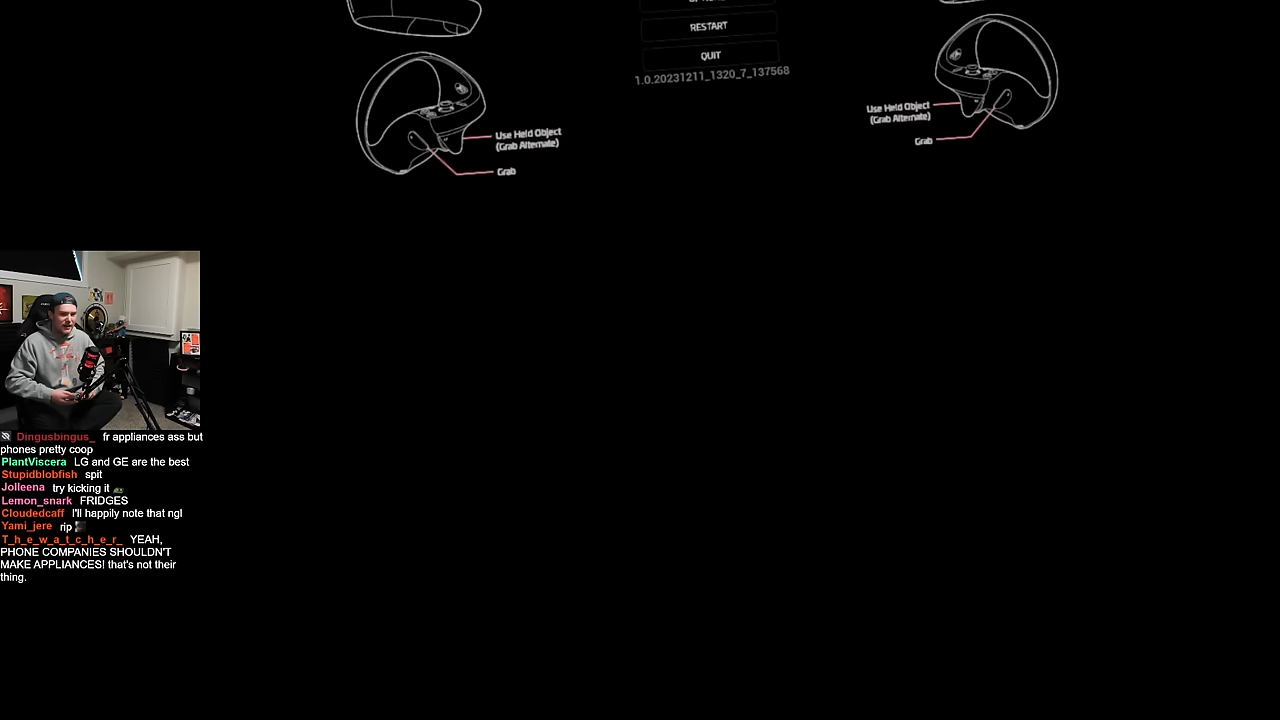 RESTART
QUIT
1.0.20231211_1320_7_137568
Use Held Object
(Grab Alternate)
Grab
Use Held Object
(Grab Alternate)
Grab
Dingusbingus_ fr appliances ass but
phones pretty coop
PlantViscera LG and GE are the best
Stupidblobfish spit
Jolleena try kicking it
Lemon_snark FRIDGES
Cloudedcaff I'll happily note that ngl
Yami_jere rip
T_h_e_w_a_t_c_h_e_r_ YEAH,
PHONE COMPANIES SHOULDN'T
MAKE APPLIANCES! that's not their
thing.